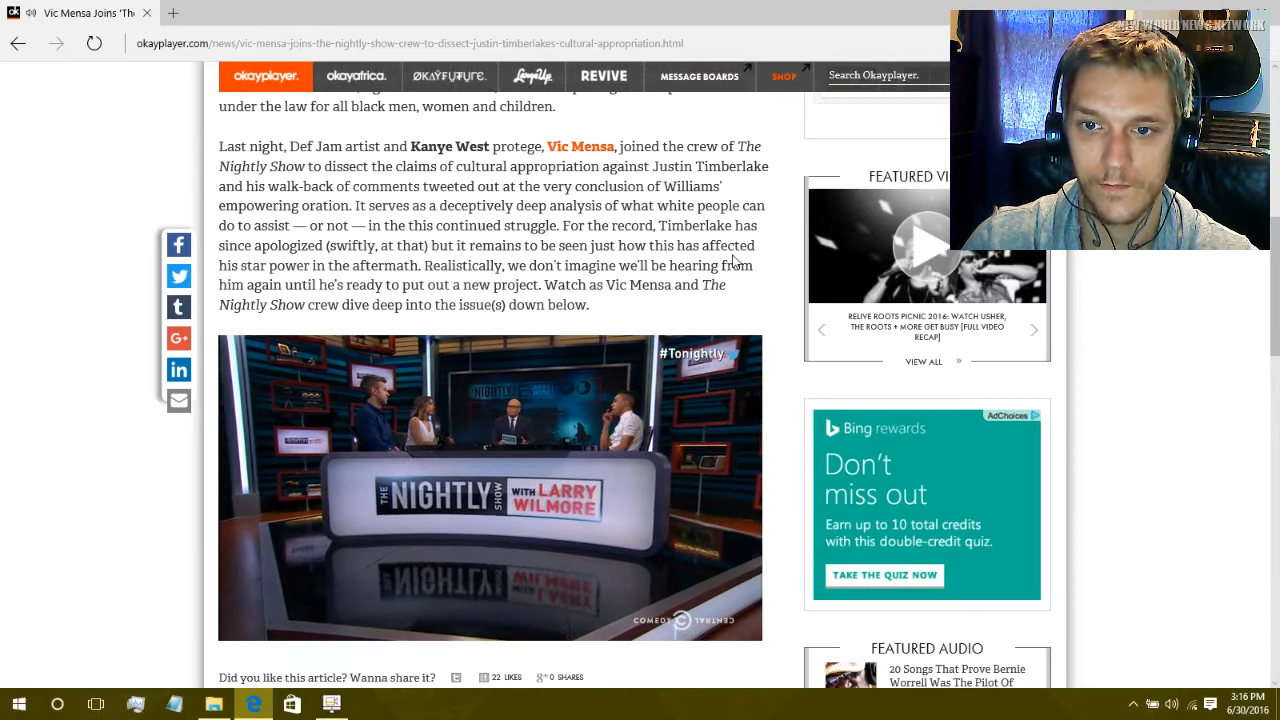 ok Vic Mensa Joins 'The
okayplayer.com/news/vic-mensa-joins-the-nightly-show-crew-to-dissect-justin-timberlakes-cultural-appropriation.html
NEW WORLD NEWS NETWORK
okayplayer. okayafrica. ØKAYFUTURE. LargeUp REVIVE MESSAGE BOARDS SHOP Search Okayplayer.
under the law for all black men, women and children.
Last night, Def Jam artist and Kanye West protege, Vic Mensa, joined the crew of The
Nightly Show to dissect the claims of cultural appropriation against Justin Timberlake
and his walk-back of comments tweeted out at the very conclusion of Williams'
empowering oration. It serves as a deceptively deep analysis of what white people can
do to assist — or not — in the this continued struggle. For the record, Timberlake has
since apologized (swiftly, at that) but it remains to be seen just how this has affected
his star power in the aftermath. Realistically, we don't imagine we'll be hearing from
him again until he's ready to put out a new project. Watch as Vic Mensa and The
Nightly Show crew dive deep into the issue(s) down below.
#Tonightly
NIGHTLY
THE NIGHTLY SHOW WITH LARRY WILMORE
COMEDY CENTRAL
Did you like this article? Wanna share it? 22 LIKES 0 SHARES
FEATURED VI
RELIVE ROOTS PICNIC 2016: WATCH USHER,
THE ROOTS + MORE GET BUSY [FULL VIDEO
RECAP]
VIEW ALL »
AdChoices
Bing rewards
Don't
miss out
Earn up to 10 total credits
with this double-credit quiz.
TAKE THE QUIZ NOW
FEATURED AUDIO
20 Songs That Prove Bernie
Worrell Was The Pilot Of
3:16 PM
6/30/2016